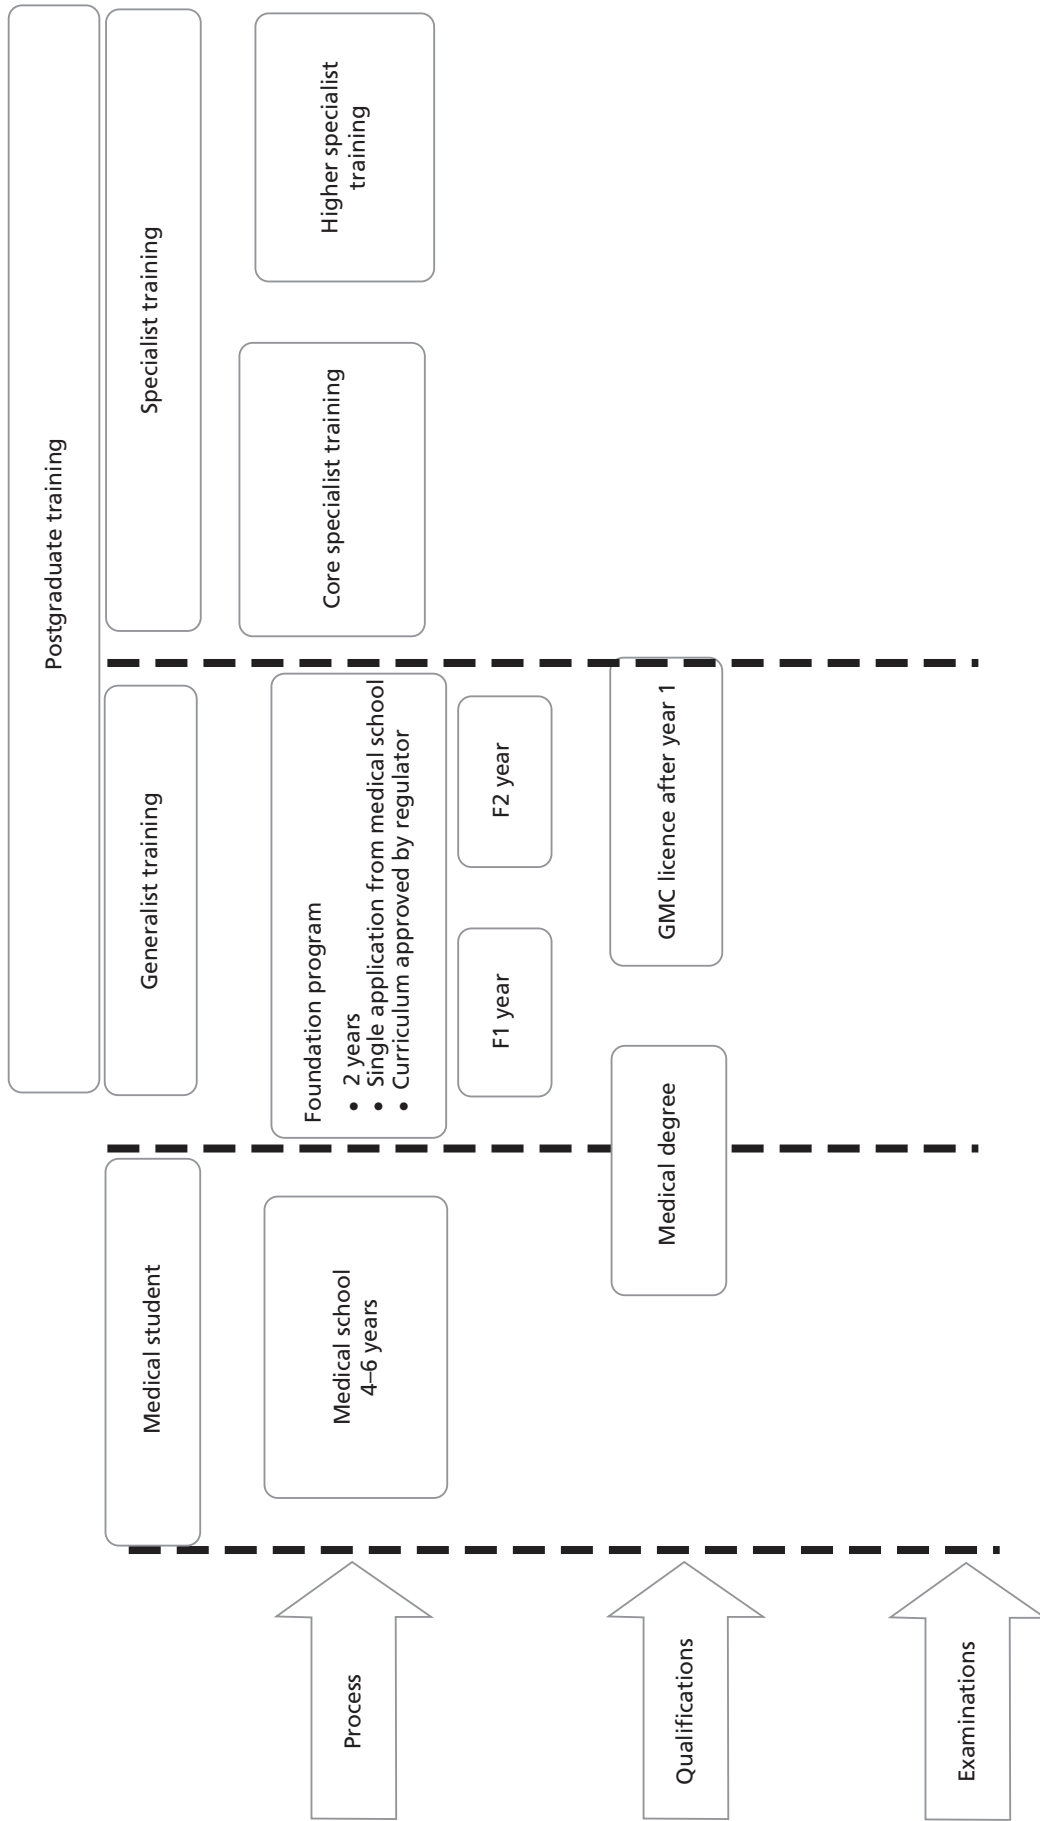 Postgraduate training
Medical student
Generalist training
Specialist training
Process
Medical school
4–6 years
Foundation program
• 2 years
• Single application from medical school
• Curriculum approved by regulator
F1 year
F2 year
Core specialist training
Higher specialist
training
Qualifications
Medical degree
GMC licence after year 1
Examinations